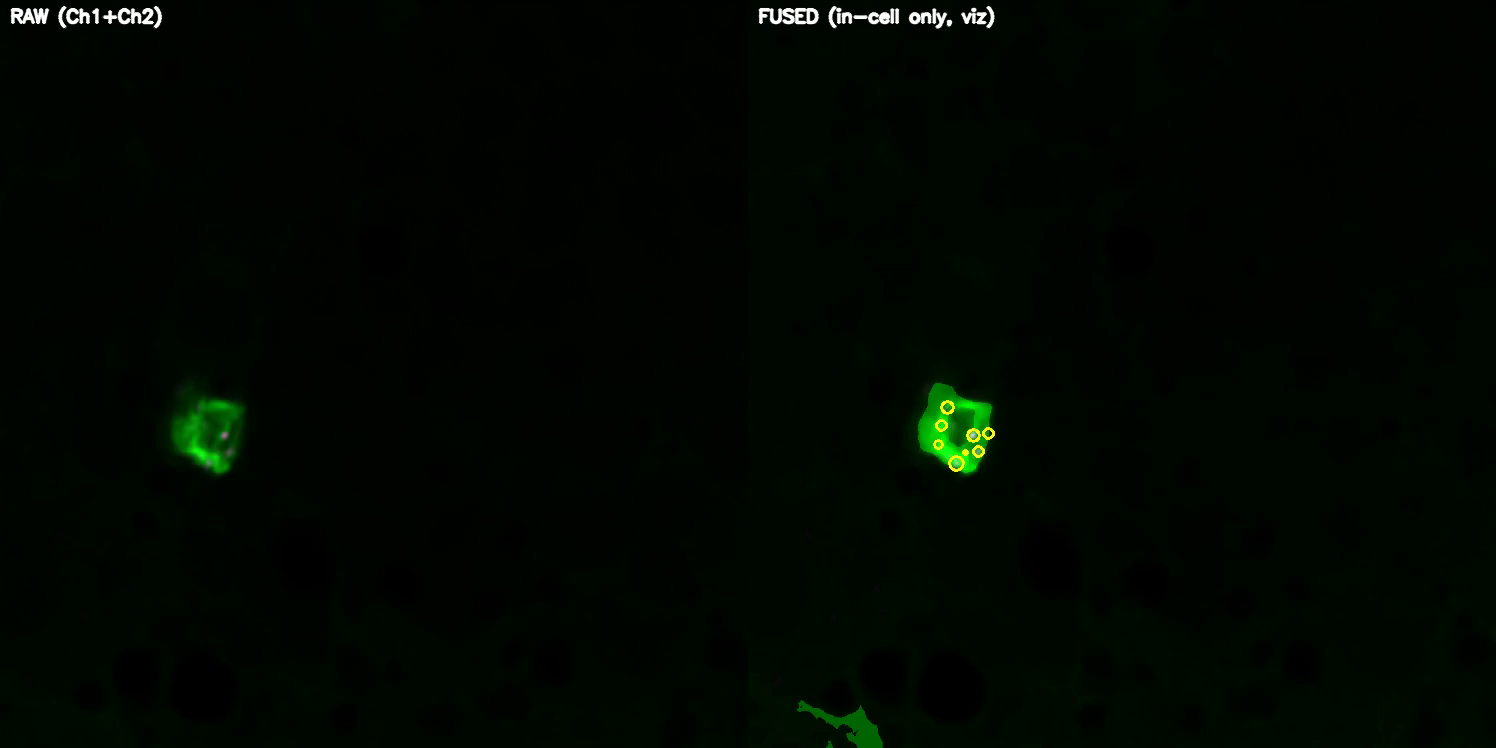 RAW (Ch1+Ch2)
FUSED (in-cell only, viz)